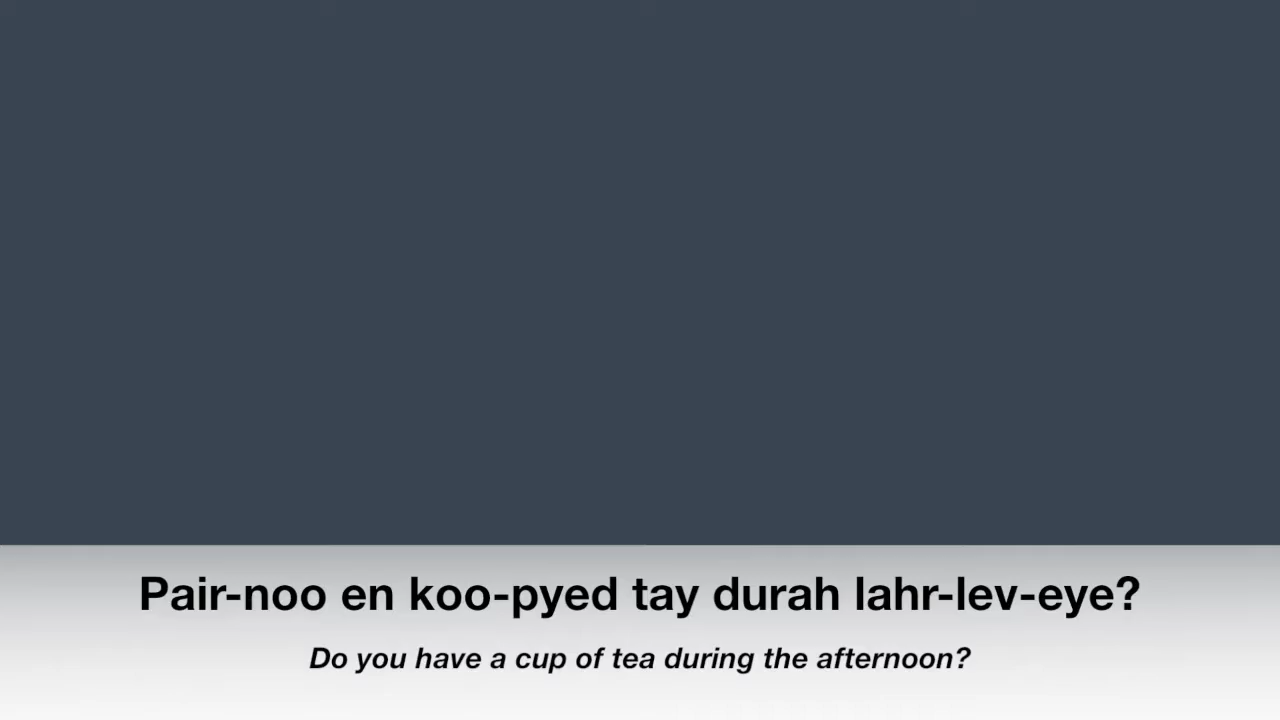 Pair-noo en koo-pyed tay durah lahr-lev-eye?
Do you have a cup of tea during the afternoon?